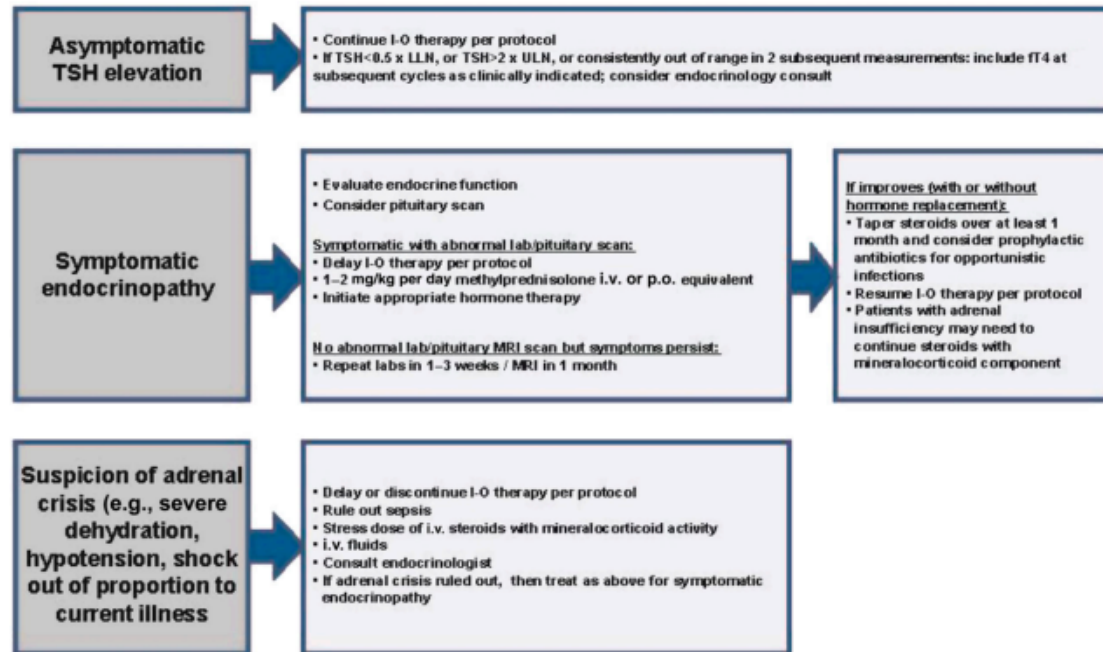 Asymptomatic
TSH elevation
• Continue I-O therapy per protocol
• If TSH<0.5 x LLN, or TSH>2 x ULN, or consistently out of range in 2 subsequent measurements: include fT4 at
subsequent cycles as clinically indicated; consider endocrinology consult
Symptomatic
endocrinopathy
• Evaluate endocrine function
• Consider pituitary scan
Symptomatic with abnormal lab/pituitary scan:
• Delay I-O therapy per protocol
• 1–2 mg/kg per day methylprednisolone i.v. or p.o. equivalent
• Initiate appropriate hormone therapy
No abnormal lab/pituitary MRI scan but symptoms persist:
• Repeat labs in 1–3 weeks / MRI in 1 month
If improves (with or without
hormone replacement):
• Taper steroids over at least 1
month and consider prophylactic
antibiotics for opportunistic
infections
• Resume I-O therapy per protocol
• Patients with adrenal
insufficiency may need to
continue steroids with
mineralocorticoid component
Suspicion of adrenal
crisis (e.g., severe
dehydration,
hypotension, shock
out of proportion to
current illness
• Delay or discontinue I-O therapy per protocol
• Rule out sepsis
• Stress dose of i.v. steroids with mineralocorticoid activity
• i.v. fluids
• Consult endocrinologist
• If adrenal crisis ruled out, then treat as above for symptomatic
endocrinopathy